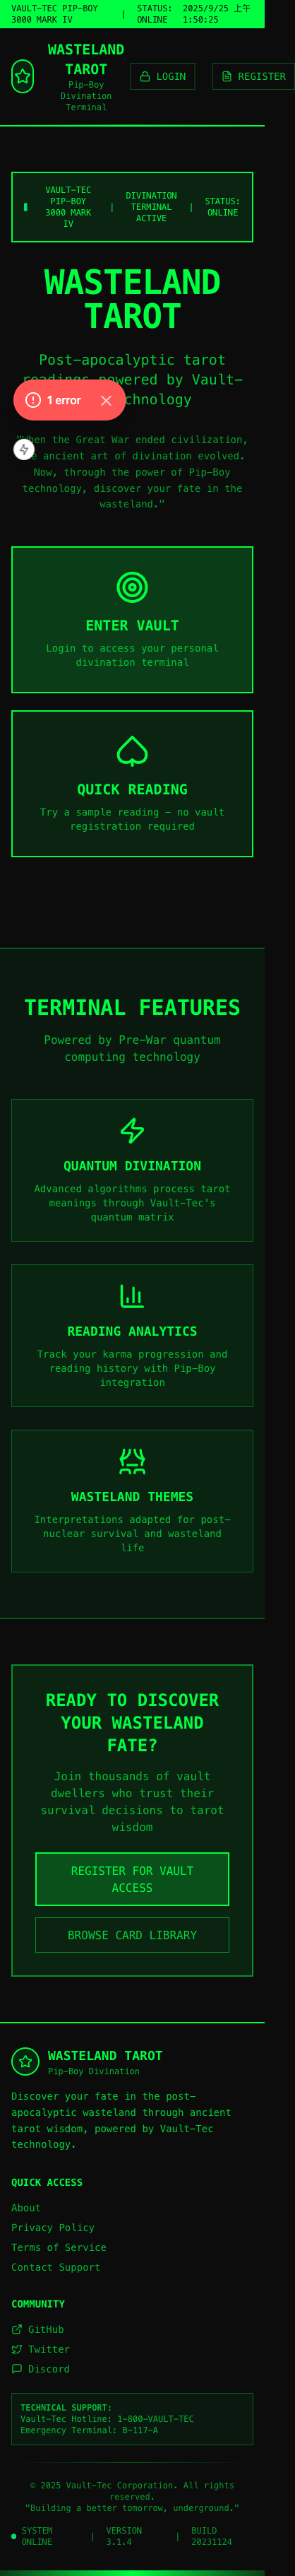 VAULT-TEC PIP-BOY
3000 MARK IV
|
STATUS:
ONLINE
2025/9/25 上午
1:50:25
WASTELAND
TAROT
Pip-Boy
Divination
Terminal
LOGIN
REGISTER
VAULT-TEC
PIP-BOY
3000 MARK
IV
|
DIVINATION
TERMINAL
ACTIVE
|
STATUS:
ONLINE
WASTELAND
TAROT
Post-apocalyptic tarot
powered by Vault-
1 error
when the Great War ended civilization,
ancient art of divination evolved.
Now, through the power of Pip-Boy
technology, discover your fate in the
wasteland."
ENTER VAULT
Login to access your personal
divination terminal
QUICK READING
Try a sample reading - no vault
registration required
TERMINAL FEATURES
Powered by Pre-War quantum
computing technology
QUANTUM DIVINATION
Advanced algorithms process tarot
meanings through Vault-Tec's
quantum matrix
READING ANALYTICS
Track your karma progression and
reading history with Pip-Boy
integration
WASTELAND THEMES
Interpretations adapted for post-
nuclear survival and wasteland
life
READY TO DISCOVER
YOUR WASTELAND
FATE?
Join thousands of vault
dwellers who trust their
survival decisions to tarot
wisdom
REGISTER FOR VAULT
ACCESS
BROWSE CARD LIBRARY
WASTELAND TAROT
Pip-Boy Divination
Discover your fate in the post-
apocalyptic wasteland through ancient
tarot wisdom, powered by Vault-Tec
technology.
QUICK ACCESS
About
Privacy Policy
Terms of Service
Contact Support
COMMUNITY
GitHub
Twitter
Discord
TECHNICAL SUPPORT:
Vault-Tec Hotline: 1-800-VAULT-TEC
Emergency Terminal: B-117-A
© 2025 Vault-Tec Corporation. All rights
reserved.
"Building a better tomorrow, underground."
SYSTEM
ONLINE
|
VERSION
3.1.4
|
BUILD
20231124